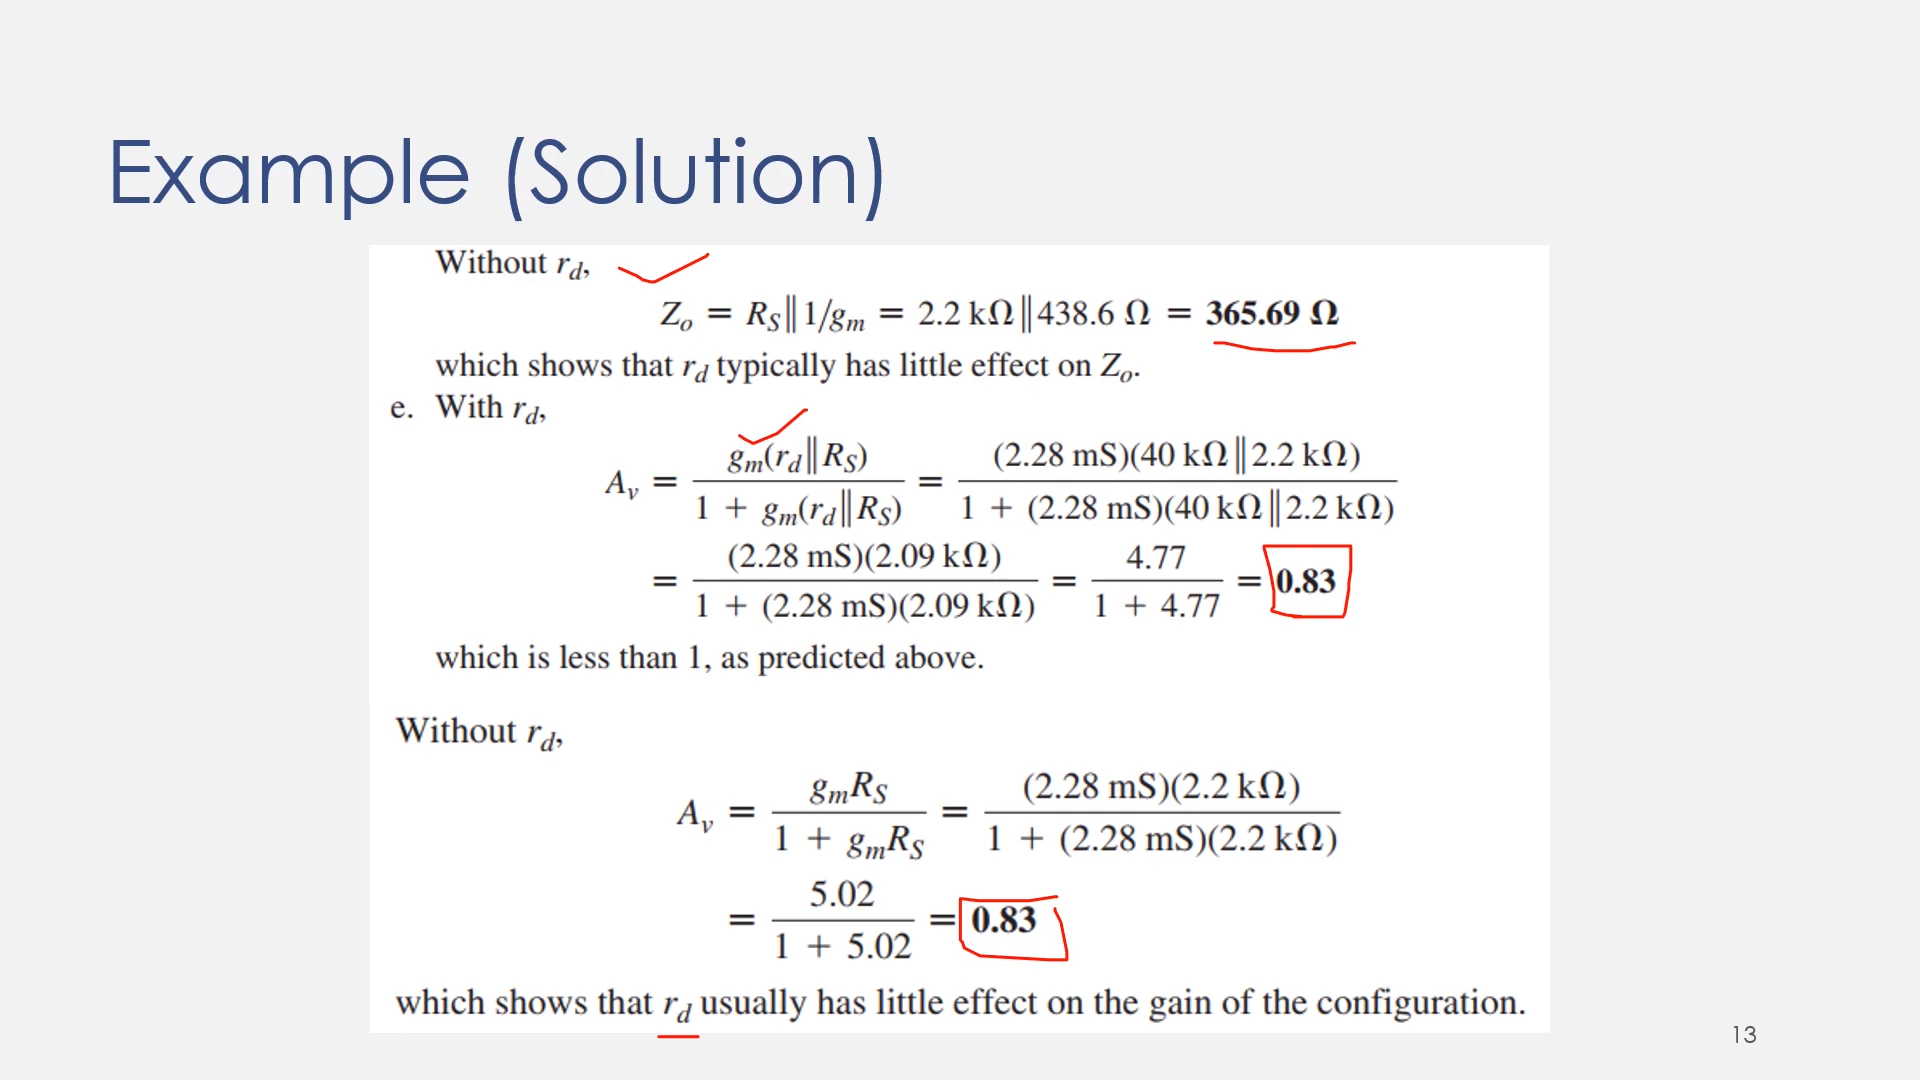 Example (Solution)
Without r_d,
Z_o = R_S‖1/g_m = 2.2 kΩ‖438.6 Ω = 365.69 Ω
which shows that r_d typically has little effect on Z_o.
e. With r_d,
A_v = g_m(r_d‖R_S) / 1 + g_m(r_d‖R_S) = (2.28 mS)(40 kΩ‖2.2 kΩ) / 1 + (2.28 mS)(40 kΩ‖2.2 kΩ)
= (2.28 mS)(2.09 kΩ) / 1 + (2.28 mS)(2.09 kΩ) = 4.77 / 1 + 4.77 = 0.83
which is less than 1, as predicted above.
Without r_d,
A_v = g_mR_S / 1 + g_mR_S = (2.28 mS)(2.2 kΩ) / 1 + (2.28 mS)(2.2 kΩ)
= 5.02 / 1 + 5.02 = 0.83
which shows that r_d usually has little effect on the gain of the configuration.
13